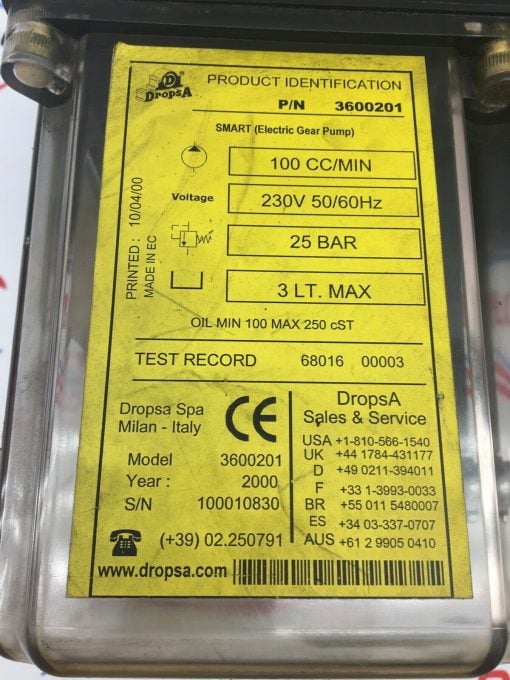 DROPSA
PRODUCT IDENTIFICATION
P/N 3600201
SMART (Electric Gear Pump)
100 CC/MIN
Voltage 230V 50/60Hz
25 BAR
3 LT. MAX
PRINTED : 10/04/00
MADE IN EC
OIL MIN 100 MAX 250 cST
TEST RECORD 68016 00003
Dropsa Spa
Milan - Italy
CE
Model 3600201
Year : 2000
S/N 100010830
(+39) 02.250791
DropsA
Sales & Service
USA +1-810-566-1540
UK +44 1784-431177
D +49 0211-394011
F +33 1-3993-0033
BR +55 011 5480007
ES +34 03-337-0707
AUS +61 2 9905 0410
www.dropsa.com